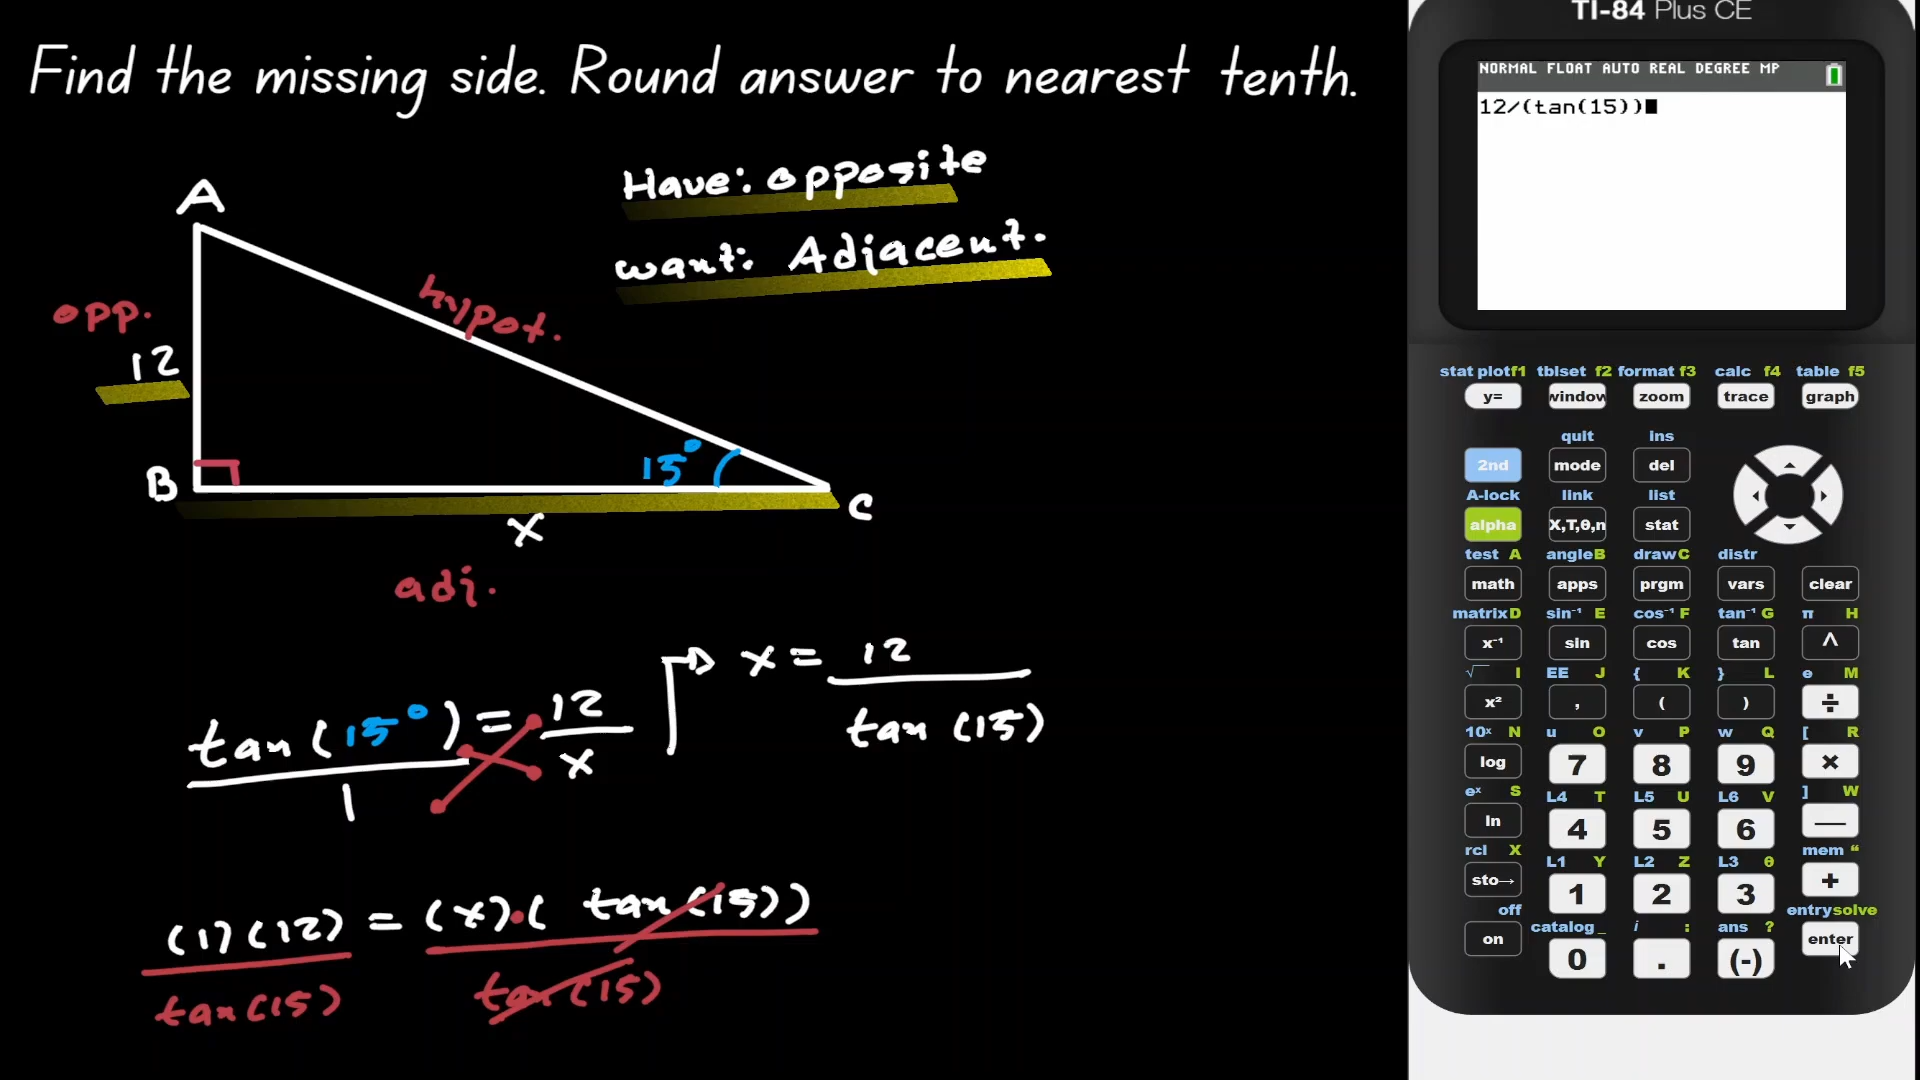 Find the missing side. Round answer to nearest tenth.
Have: opposite
want: Adjacent.
A
opp.
12
hypot.
15°
B
C
x
adj.
tan(15°) = 12
1 x
x = 12
tan (15)
(1)(12) = (x)·( tan(15))
tan(15) tan(15)
TI-84 Plus CE
NORMAL FLOAT AUTO REAL DEGREE MP
12/(tan(15))
stat plot f1 tblset f2 format f3 calc f4 table f5
y= window zoom trace graph
quit ins
2nd mode del
A-lock link list
alpha X,T,θ,n stat
test A angle B draw C distr
math apps prgm vars clear
matrix D sin⁻¹ E cos⁻¹ F tan⁻¹ G π H
x⁻¹ sin cos tan ^
√ I EE J { K } L e M
x² , ( ) ÷
10ˣ N u O v P w Q [ R
log 7 8 9 ×
eˣ S L4 T L5 U L6 V ] W
ln 4 5 6 —
rcl X L1 Y L2 Z L3 θ mem “
sto→ 1 2 3 +
off catalog _ i : ans ? entry solve
on 0 . (-) enter